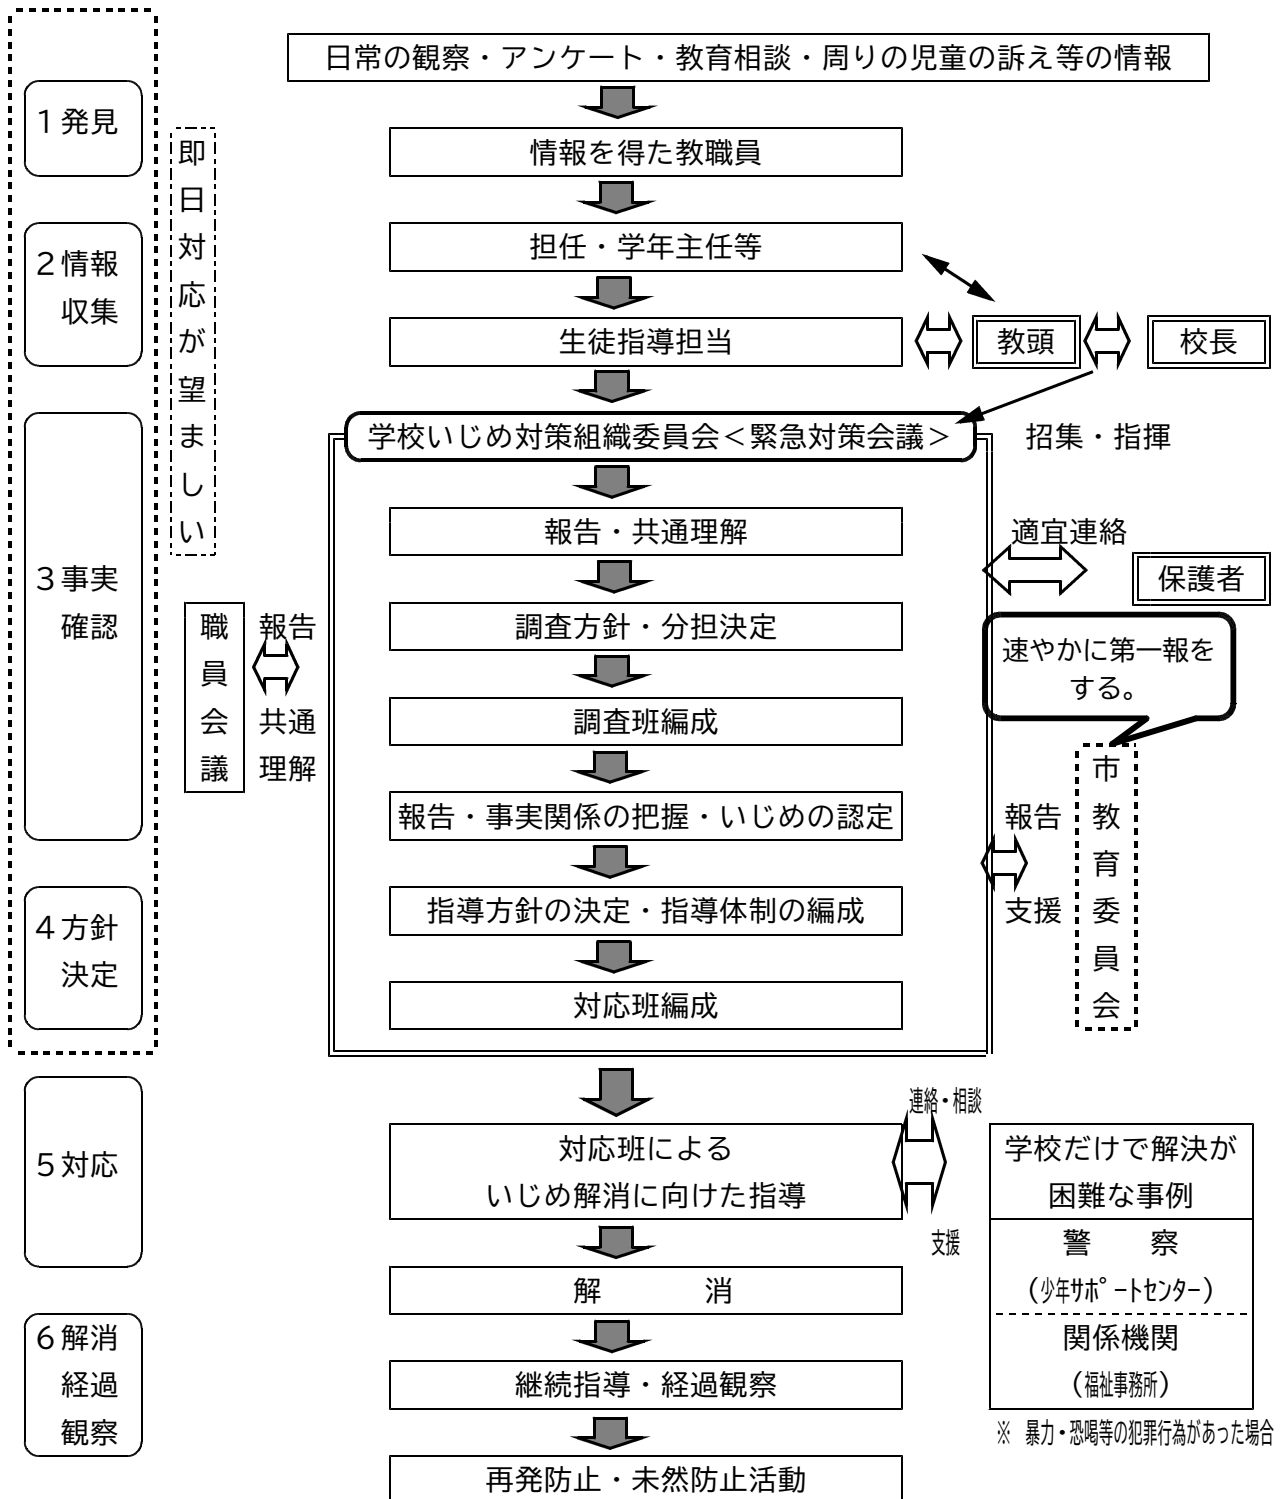 日常の観察・アンケート・教育相談・周りの児童の訴え等の情報
１発見
情報を得た教職員
即日対応が望ましい
担任・学年主任等
２情報
収集
生徒指導担当
教頭
校長
学校いじめ対策組織委員会＜緊急対策会議＞
招集・指揮
報告・共通理解
適宜連絡
保護者
３事実
確認
職員会議
報告
共通
理解
調査方針・分担決定
速やかに第一報を
する。
調査班編成
市教育委員会
報告・事実関係の把握・いじめの認定
報告
支援
４方針
決定
指導方針の決定・指導体制の編成
対応班編成
５対応
連絡・相談
対応班による
いじめ解消に向けた指導
支援
学校だけで解決が
困難な事例
警　　察
（少年サポートセンター）
関係機関
（福祉事務所）
※　暴力・恐喝等の犯罪行為があった場合
解　　　消
６解消
経過
観察
継続指導・経過観察
再発防止・未然防止活動